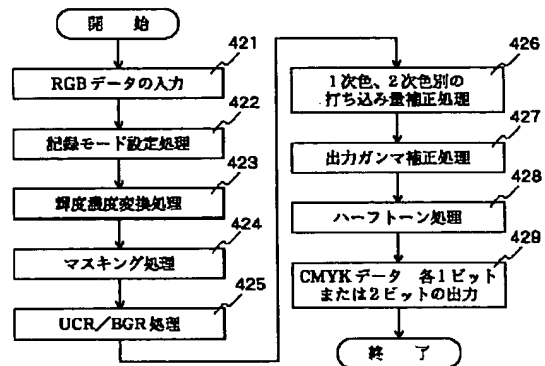 開 始
421
RGBデータの入力
422
記録モード設定処理
423
輝度濃度変換処理
424
マスキング処理
425
UCR/BGR処理
426
1次色、2次色別の
打ち込み量補正処理
427
出力ガンマ補正処理
428
ハーフトーン処理
429
CMYKデータ 各1ビット
または2ビットの出力
終 了